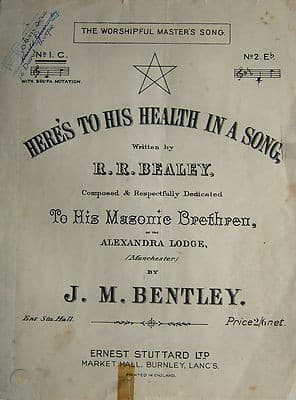 THE WORSHIPFUL MASTER'S SONG.
No 1. C.
No 2. E♭.
WITH SOL-FA NOTATION.
HERE'S TO HIS HEALTH IN A SONG,
Written by
R. R. BEALEY,
Composed & Respectfully Dedicated
To His Masonic Brethren,
OF THE
ALEXANDRA LODGE,
(Manchester)
BY
J. M. BENTLEY.
Ent. Sta. Hall.
Price 2/6 net.
ERNEST STUTTARD LTD
MARKET HALL, BURNLEY, LANC'S.
PRINTED IN ENGLAND.